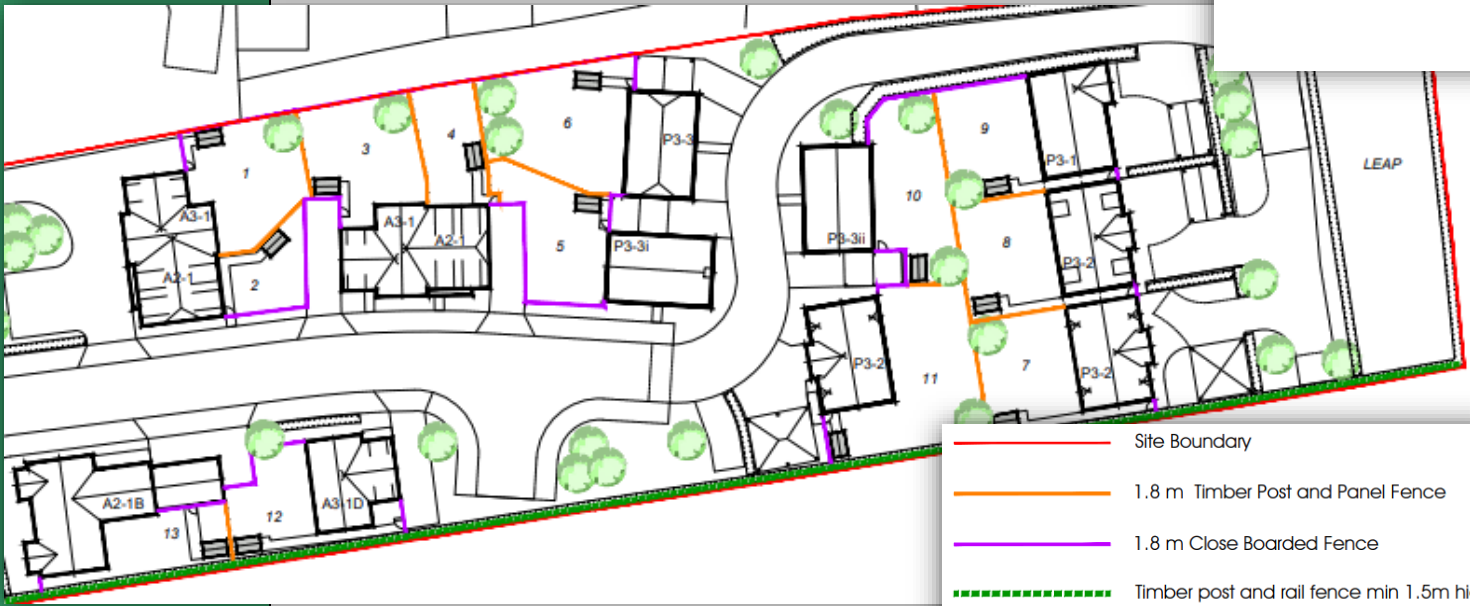 1
A3-1
A2-1
2
3
4
A3-1
A2-1
5
6
P3-3
P3-3i
9
P3-1
10
P3-3ii
8
P3-2
LEAP
P3-2
11
7
P3-2
A2-1B
13
12
A3-1D
Site Boundary
1.8 m Timber Post and Panel Fence
1.8 m Close Boarded Fence
Timber post and rail fence min 1.5m hi